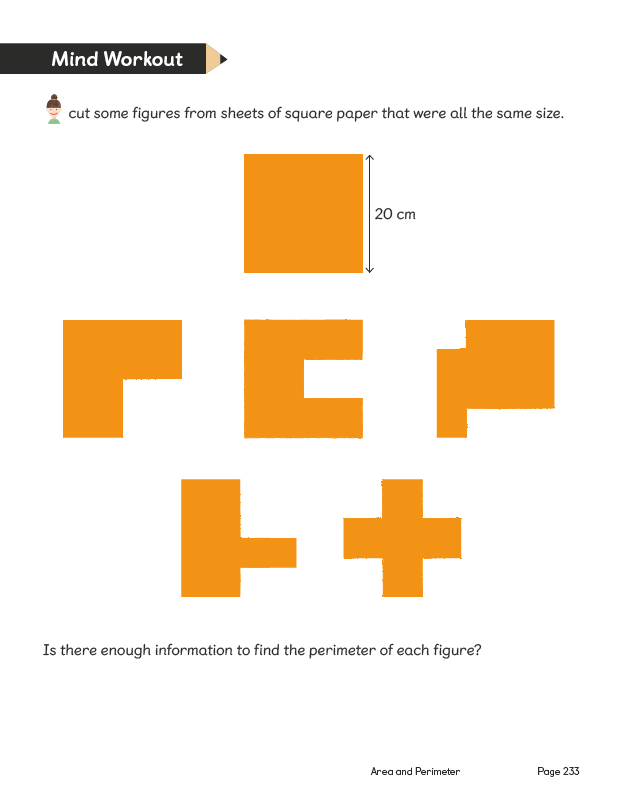 Mind Workout
cut some figures from sheets of square paper that were all the same size.
20 cm
Is there enough information to find the perimeter of each figure?
Area and Perimeter Page 233